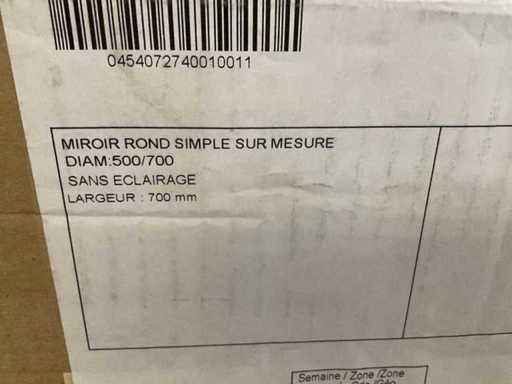 0454072740010011
MIROIR ROND SIMPLE SUR MESURE
DIAM:500/700
SANS ECLAIRAGE
LARGEUR : 700 mm
Semaine / Zone /Zone